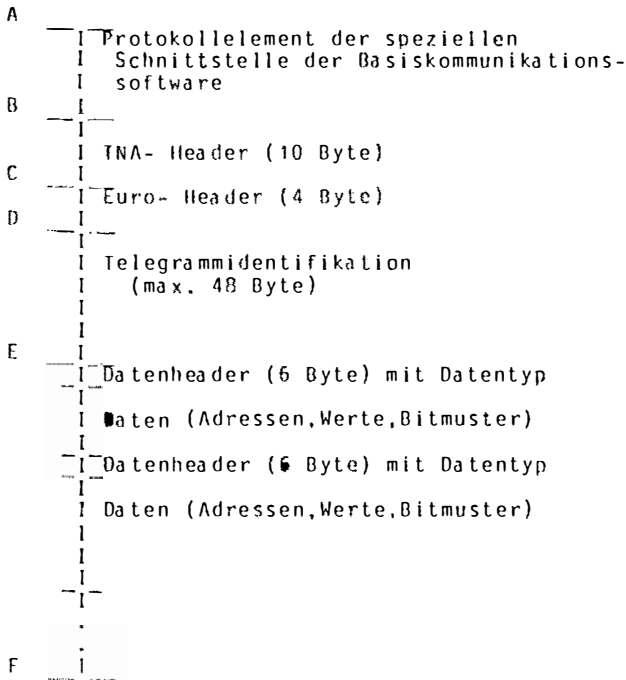 A
Protokollelement der speziellen
Schnittstelle der Basiskommunikations-
software
B
TNA- Header (10 Byte)
C
Euro- Header (4 Byte)
D
Telegrammidentifikation
(max. 48 Byte)
E
Datenheader (6 Byte) mit Datentyp
Daten (Adressen,Werte,Bitmuster)
Datenheader (6 Byte) mit Datentyp
Daten (Adressen,Werte,Bitmuster)
F